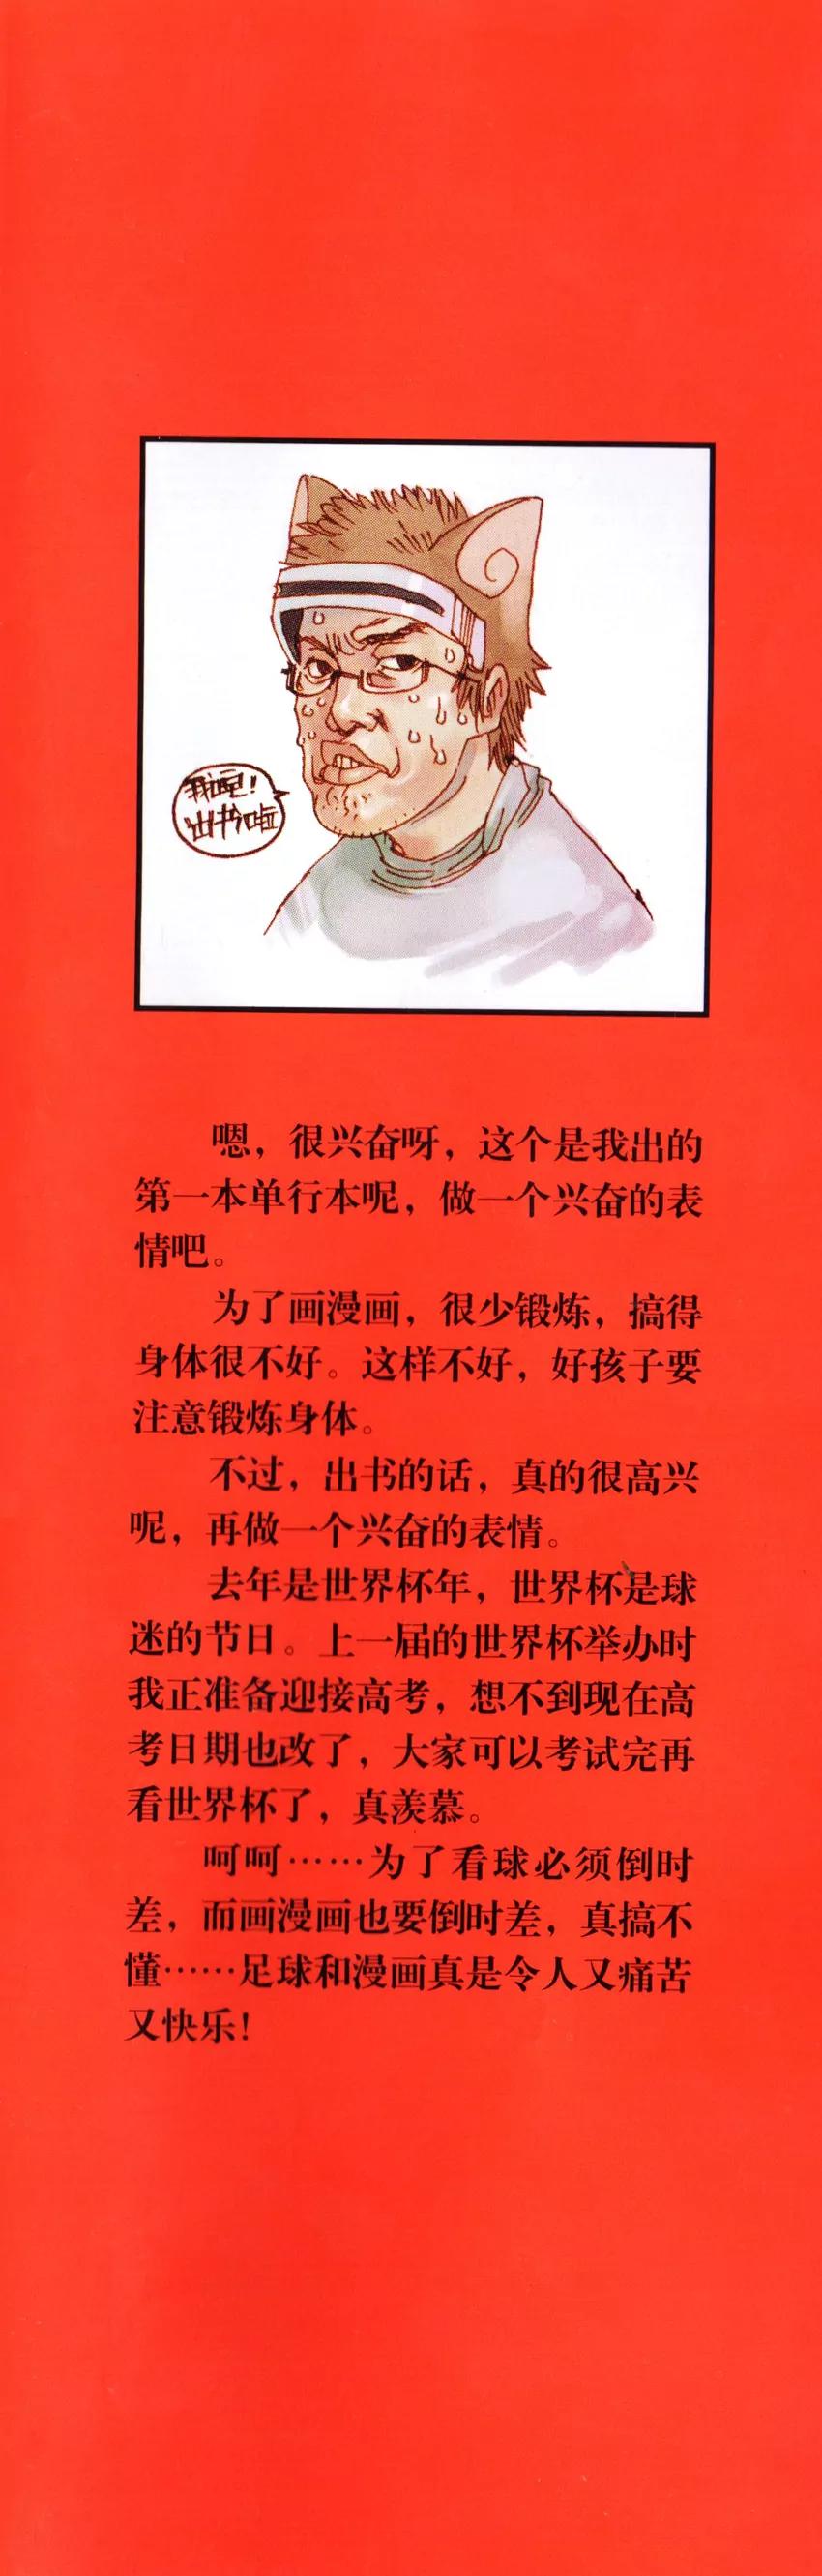 我呢！
出书啦
嗯，很兴奋呀，这个是我出的
第一本单行本呢，做一个兴奋的表
情吧。
为了画漫画，很少锻炼，搞得
身体很不好。这样不好，好孩子要
注意锻炼身体。
不过，出书的话，真的很高兴
呢，再做一个兴奋的表情。
去年是世界杯年，世界杯是球
迷的节日。上一届的世界杯举办时
我正准备迎接高考，想不到现在高
考日期也改了，大家可以考试完再
看世界杯了，真羡慕。
呵呵……为了看球必须倒时
差，而画漫画也要倒时差，真搞不
懂……足球和漫画真是令人又痛苦
又快乐！